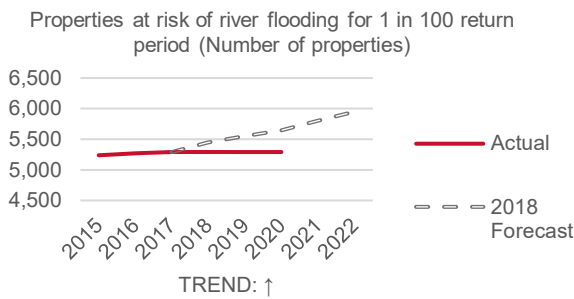 Properties at risk of river flooding for 1 in 100 return
period (Number of properties)
6,500
6,000
5,500
5,000
4,500
2015
2016
2017
2018
2019
2020
2021
2022
Actual
2018
Forecast
TREND: ↑